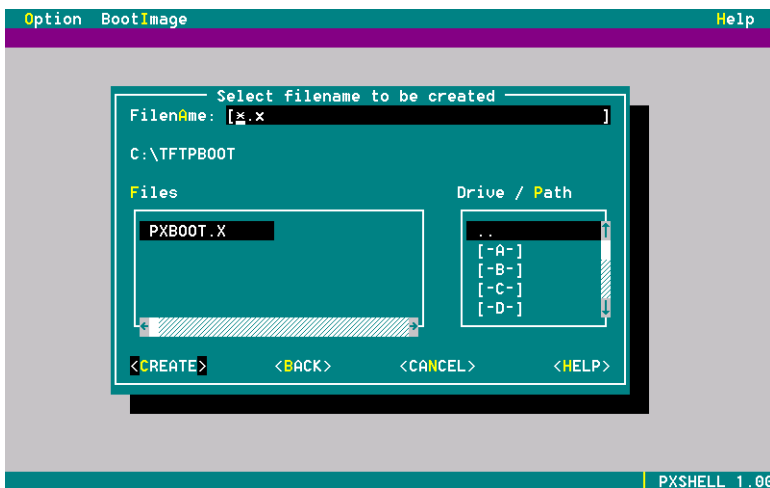 Option BootImage Help
Select filename to be created
FilenAme: [*.x ]
C:\TFTPBOOT
Files Drive / Path
PXBOOT.X
..
[-A-]
[-B-]
[-C-]
[-D-]
<CREATE> <BACK> <CANCEL> <HELP>
PXSHELL 1.00